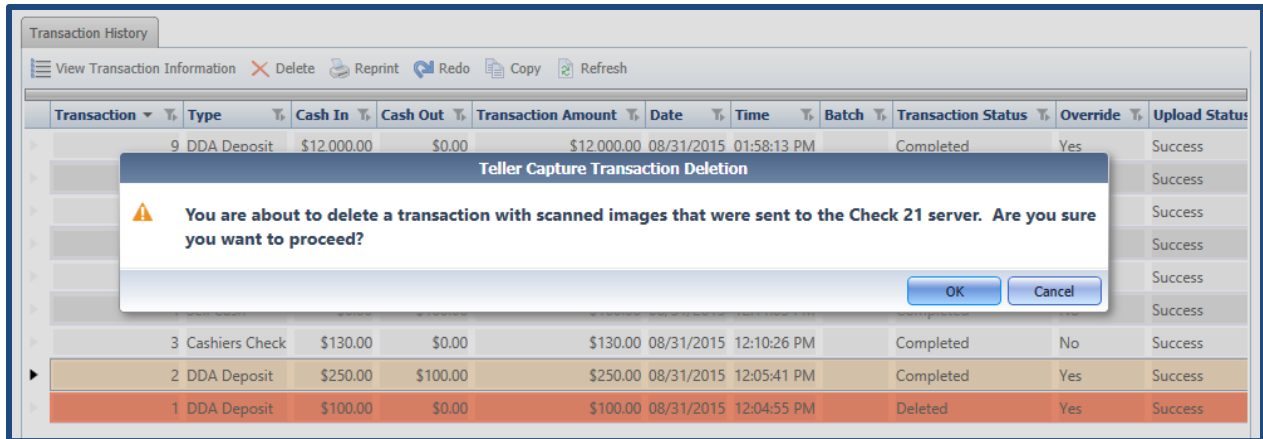 Transaction History
View Transaction Information Delete Reprint Redo Copy Refresh
Transaction Type Cash In Cash Out Transaction Amount Date Time Batch Transaction Status Override Upload Status
9 DDA Deposit $12,000.00 $0.00 $12,000.00 08/31/2015 01:58:13 PM Completed Yes Success
Teller Capture Transaction Deletion
Success
You are about to delete a transaction with scanned images that were sent to the Check 21 server. Are you sure
Success
you want to proceed?
Success
Success
OK Cancel
Success
3 Cashiers Check $130.00 $0.00 $130.00 08/31/2015 12:10:26 PM Completed No Success
2 DDA Deposit $250.00 $100.00 $250.00 08/31/2015 12:05:41 PM Completed Yes Success
1 DDA Deposit $100.00 $0.00 $100.00 08/31/2015 12:04:55 PM Deleted Yes Success